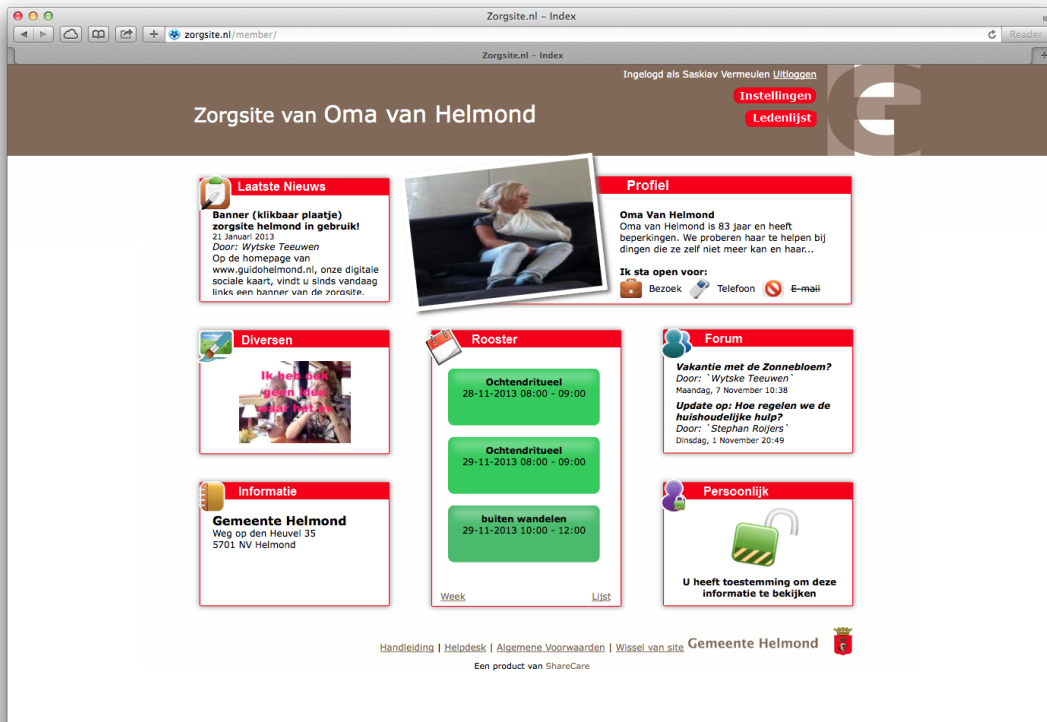 Zorgsite.nl – Index
zorgsite.nl/member/
Reader
Zorgsite.nl – Index
Ingelogd als Saskiav Vermeulen Uitloggen
Instellingen
Ledenlijst
Zorgsite van Oma van Helmond
Laatste Nieuws
Banner (klikbaar plaatje)
zorgsite helmond in gebruik!
21 Januari 2013
Door: Wytske Teeuwen
Op de homepage van
www.guidohelmond.nl, onze digitale
sociale kaart, vindt u sinds vandaag
links een banner van de zorgsite.
Profiel
Oma Van Helmond
Oma van Helmond is 83 jaar en heeft
beperkingen. We proberen haar te helpen bij
dingen die ze zelf niet meer kan en haar...
Ik sta open voor:
Bezoek Telefoon E-mail
Diversen
Ik heb ook
geen idee
waar het
Rooster
Ochtendritueel
28-11-2013 08:00 - 09:00
Ochtendritueel
29-11-2013 08:00 - 09:00
buiten wandelen
29-11-2013 10:00 - 12:00
Week Lijst
Forum
Vakantie met de Zonnebloem?
Door: `Wytske Teeuwen`
Maandag, 7 November 10:38
Update op: Hoe regelen we de
huishoudelijke hulp?
Door: `Stephan Roijers`
Dinsdag, 1 November 20:49
Informatie
Gemeente Helmond
Weg op den Heuvel 35
5701 NV Helmond
Persoonlijk
U heeft toestemming om deze
informatie te bekijken
Handleiding | Helpdesk | Algemene Voorwaarden | Wissel van site Gemeente Helmond
Een product van ShareCare